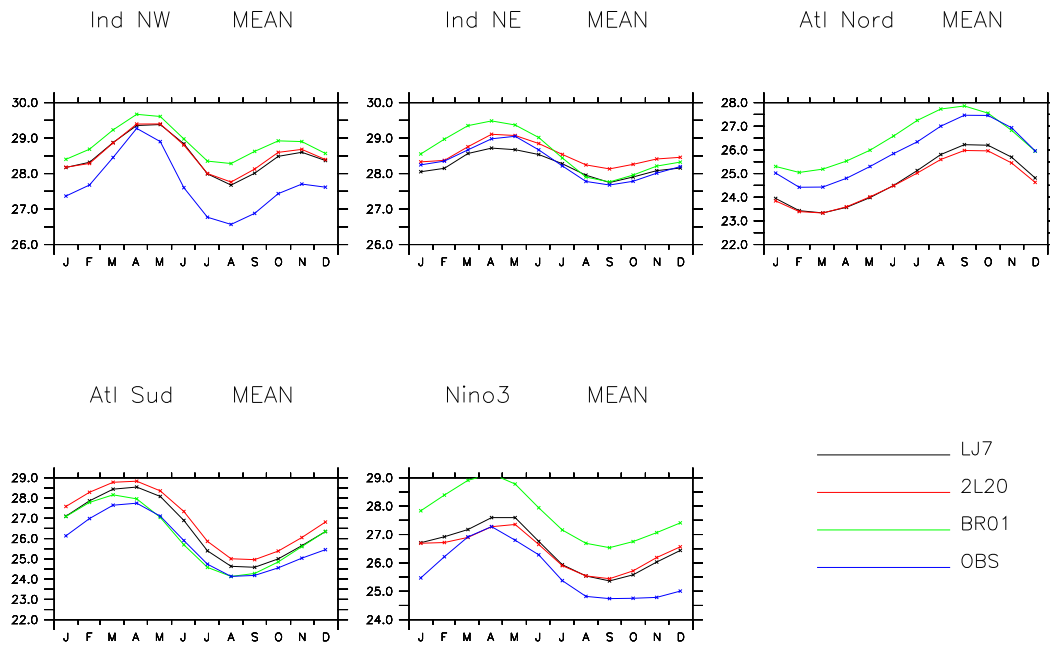 Ind NW MEAN
Ind NE MEAN
Atl Nord MEAN
30.0
29.0
28.0
27.0
26.0
J F M A M J J A S O N D
30.0
29.0
28.0
27.0
26.0
J F M A M J J A S O N D
28.0
27.0
26.0
25.0
24.0
23.0
22.0
J F M A M J J A S O N D
Atl Sud MEAN
Nino3 MEAN
29.0
28.0
27.0
26.0
25.0
24.0
23.0
22.0
J F M A M J J A S O N D
29.0
28.0
27.0
26.0
25.0
24.0
J F M A M J J A S O N D
LJ7
2L20
BR01
OBS